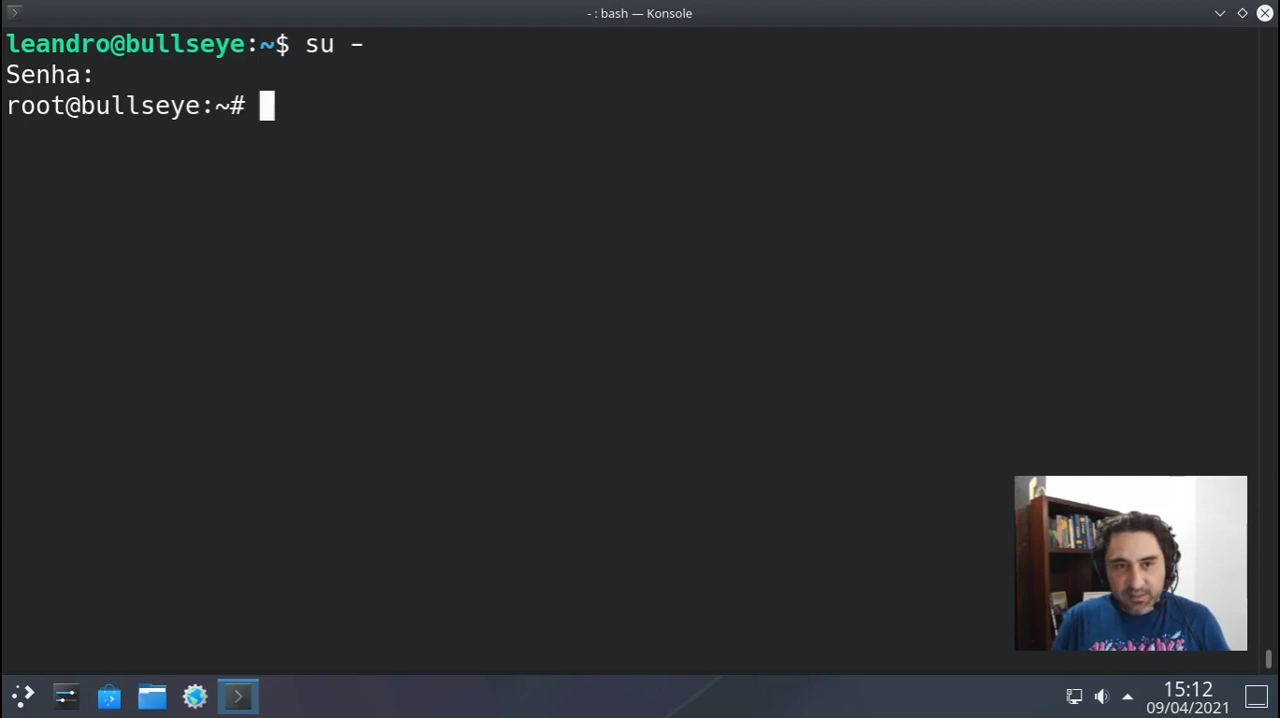 - : bash — Konsole
leandro@bullseye:~$ su -
Senha:
root@bullseye:~#
15:12
09/04/2021